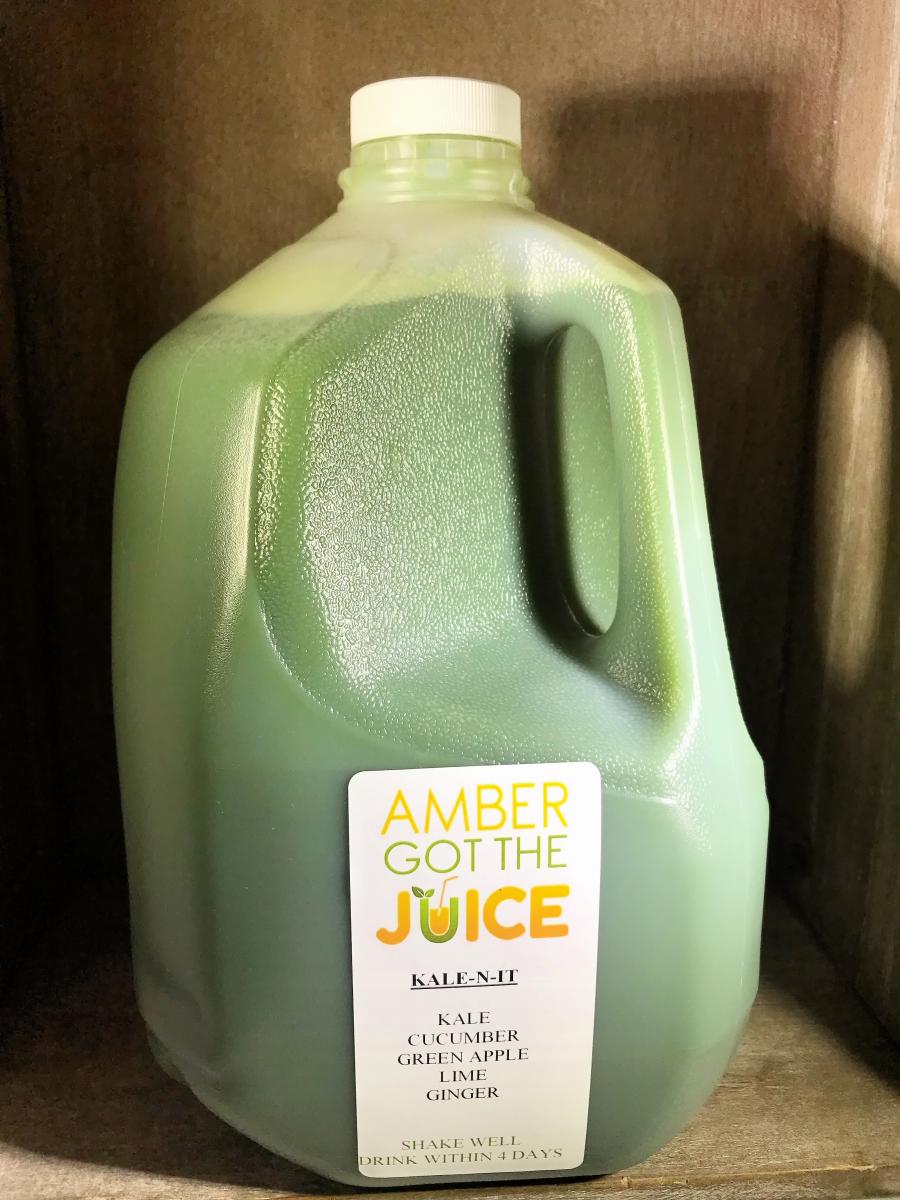 AMBER
GOT THE
JUICE
KALE-N-IT
KALE
CUCUMBER
GREEN APPLE
LIME
GINGER
SHAKE WELL
DRINK WITHIN 4 DAYS